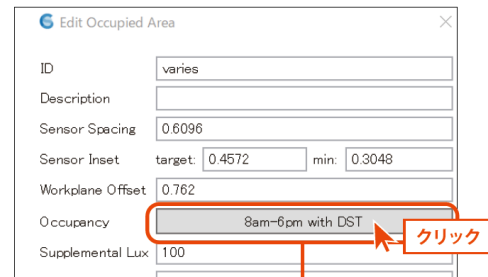 Edit Occupied Area
ID varies
Description
Sensor Spacing 0.6096
Sensor Inset target: 0.4572 min: 0.3048
Workplane Offset 0.762
Occupancy 8am-6pm with DST
クリック
Supplemental Lux 100